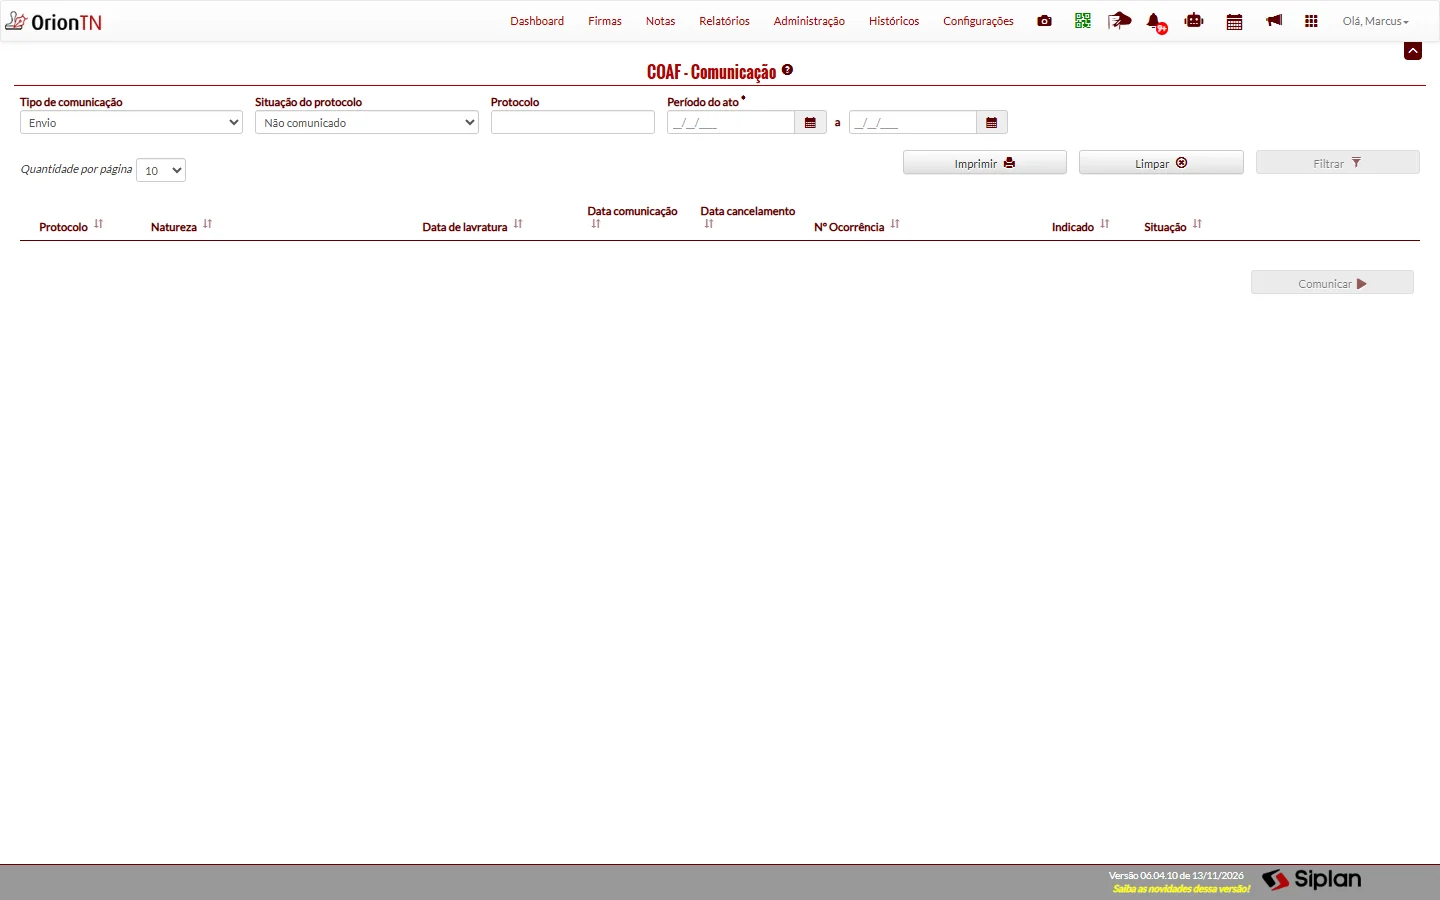 OrionTN Dashboard Firmas Notas Relatórios Administração Históricos Configurações 9+ Olá, Marcus
COAF - Comunicação ?
Tipo de comunicação Situação do protocolo Protocolo Período do ato *
Envio Não comunicado __/__/____ a __/__/____
Quantidade por página 10 Imprimir Limpar Filtrar
Protocolo Natureza Data de lavratura Data comunicação Data cancelamento Nº Ocorrência Indicado Situação
Comunicar
Versão 06.04.10 de 13/11/2026
Saiba as novidades dessa versão!
Siplan